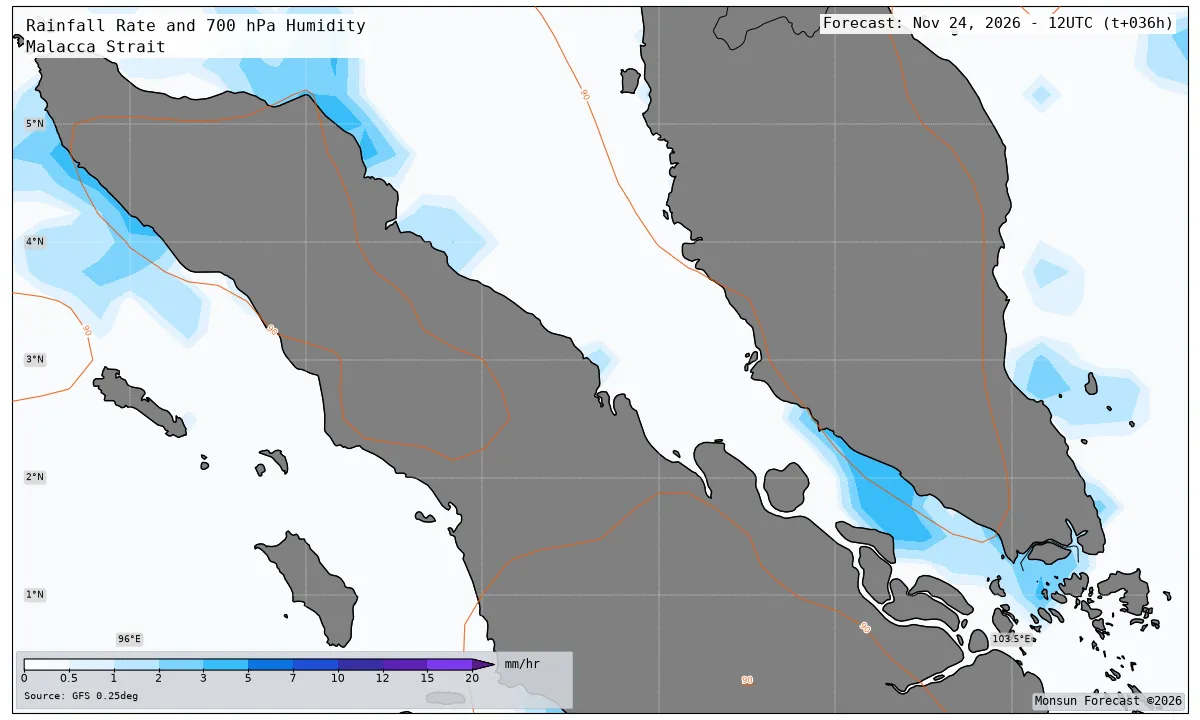 Rainfall Rate and 700 hPa Humidity
Malacca Strait
Forecast: Nov 24, 2026 - 12UTC (t+036h)
90
5°N
4°N
90
90
3°N
2°N
1°N
90
96°E
103.5°E
90
mm/hr
0 0.5 1 2 3 5 7 10 12 15 20
Source: GFS 0.25deg
Monsun Forecast ©2026